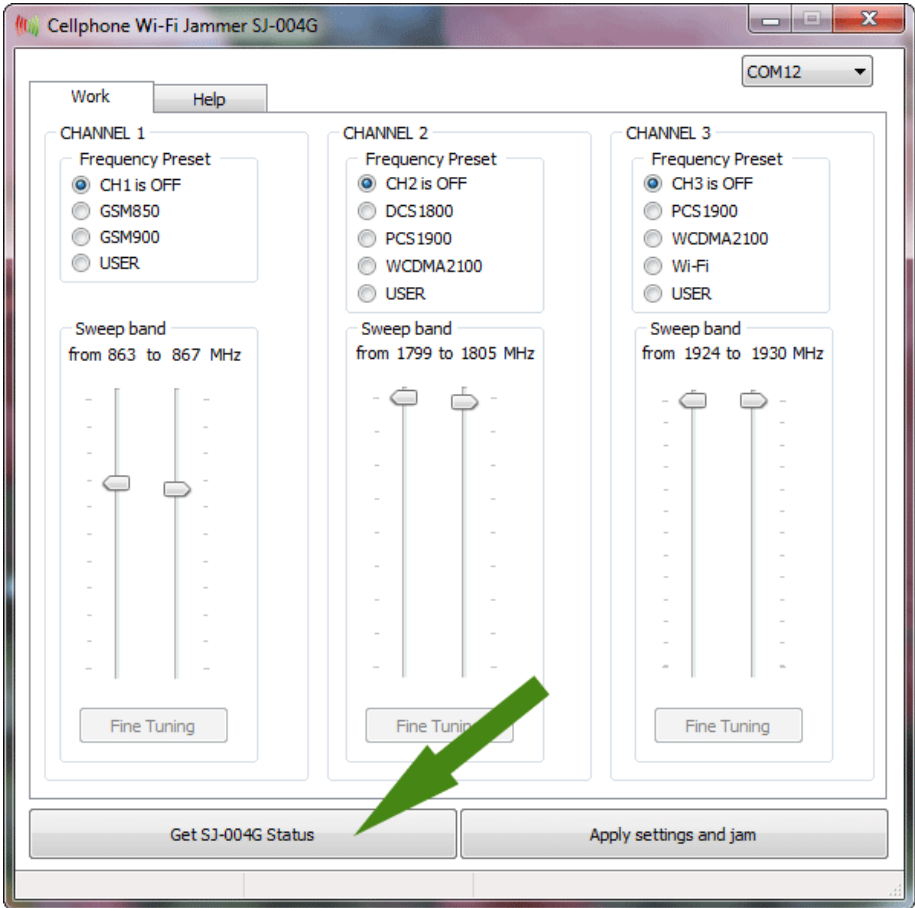 Cellphone Wi-Fi Jammer SJ-004G
COM12
Work Help
CHANNEL 1
Frequency Preset
CH1 is OFF
GSM850
GSM900
USER
Sweep band
from 863 to 867 MHz
Fine Tuning
CHANNEL 2
Frequency Preset
CH2 is OFF
DCS1800
PCS1900
WCDMA2100
USER
Sweep band
from 1799 to 1805 MHz
Fine Tuning
CHANNEL 3
Frequency Preset
CH3 is OFF
PCS1900
WCDMA2100
Wi-Fi
USER
Sweep band
from 1924 to 1930 MHz
Fine Tuning
Get SJ-004G Status
Apply settings and jam